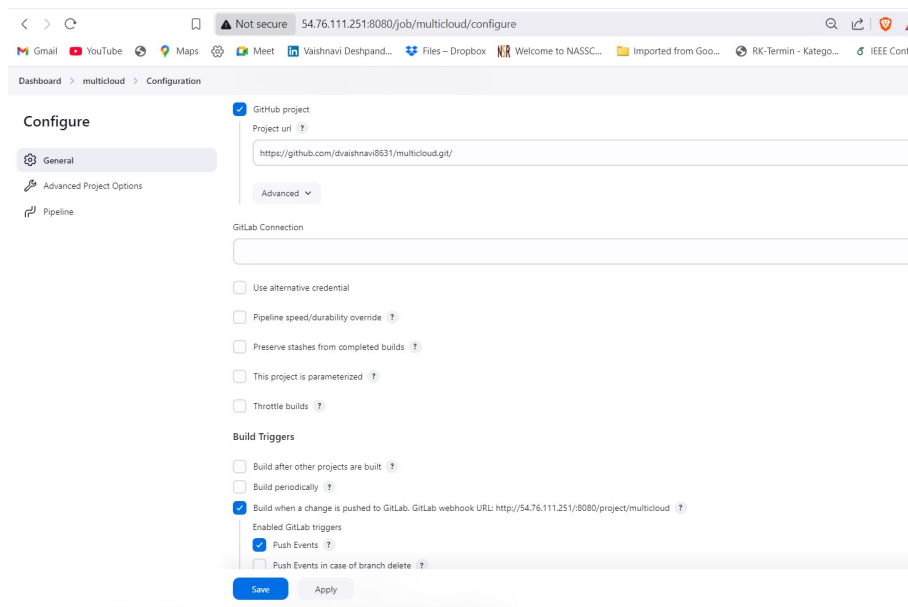 Not secure 54.76.111.251:8080/job/multicloud/configure
Gmail YouTube Maps Meet Vaishnavi Deshpand... Files – Dropbox Welcome to NASSC... Imported from Goo... RK-Termin - Katego... IEEE Conf
Dashboard > multicloud > Configuration
Configure
General
Advanced Project Options
Pipeline
GitHub project
Project url ?
https://github.com/dvaishnavi8631/multicloud.git/
Advanced
GitLab Connection
Use alternative credential
Pipeline speed/durability override ?
Preserve stashes from completed builds ?
This project is parameterized ?
Throttle builds ?
Build Triggers
Build after other projects are built ?
Build periodically ?
Build when a change is pushed to GitLab. GitLab webhook URL: http://54.76.111.251/:8080/project/multicloud ?
Enabled GitLab triggers
Push Events ?
Push Events in case of branch delete ?
Save Apply